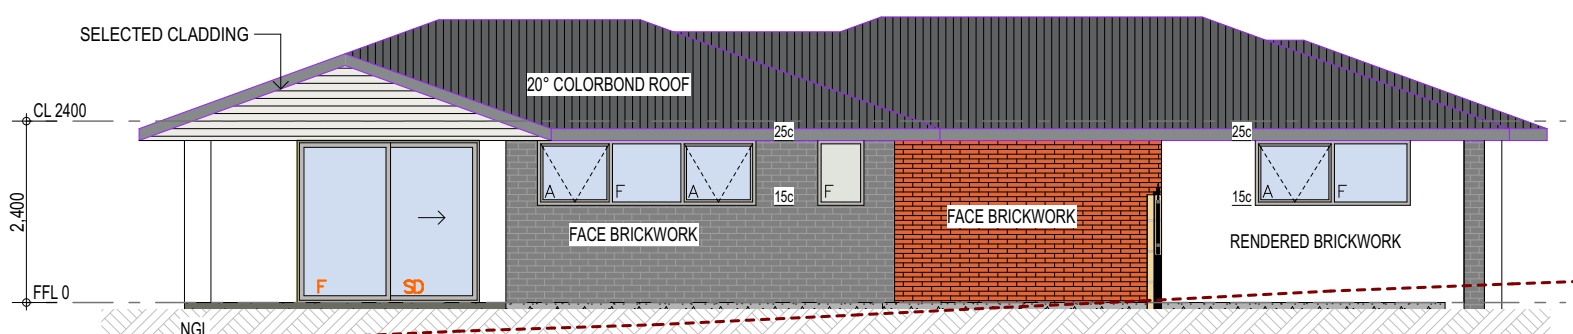 SELECTED CLADDING
20° COLORBOND ROOF
CL 2400
25c
25c
A
F
A
F
A
F
15c
15c
2,400
FACE BRICKWORK
FACE BRICKWORK
RENDERED BRICKWORK
F
SD
FFL 0
NGL